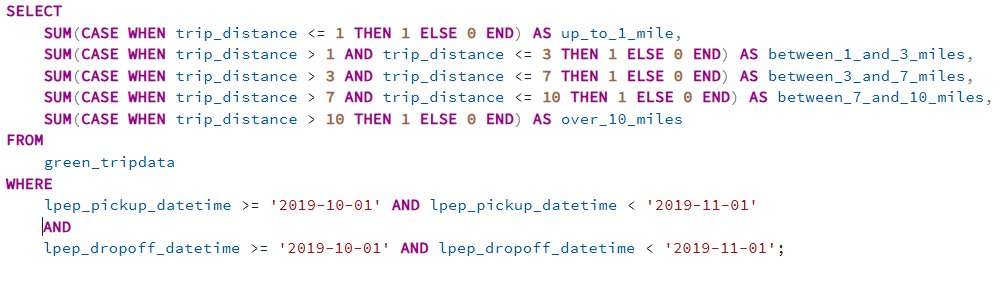 SELECT
SUM(CASE WHEN trip_distance <= 1 THEN 1 ELSE 0 END) AS up_to_1_mile,
SUM(CASE WHEN trip_distance > 1 AND trip_distance <= 3 THEN 1 ELSE 0 END) AS between_1_and_3_miles,
SUM(CASE WHEN trip_distance > 3 AND trip_distance <= 7 THEN 1 ELSE 0 END) AS between_3_and_7_miles,
SUM(CASE WHEN trip_distance > 7 AND trip_distance <= 10 THEN 1 ELSE 0 END) AS between_7_and_10_miles,
SUM(CASE WHEN trip_distance > 10 THEN 1 ELSE 0 END) AS over_10_miles
FROM
green_tripdata
WHERE
lpep_pickup_datetime >= '2019-10-01' AND lpep_pickup_datetime < '2019-11-01'
AND
lpep_dropoff_datetime >= '2019-10-01' AND lpep_dropoff_datetime < '2019-11-01';